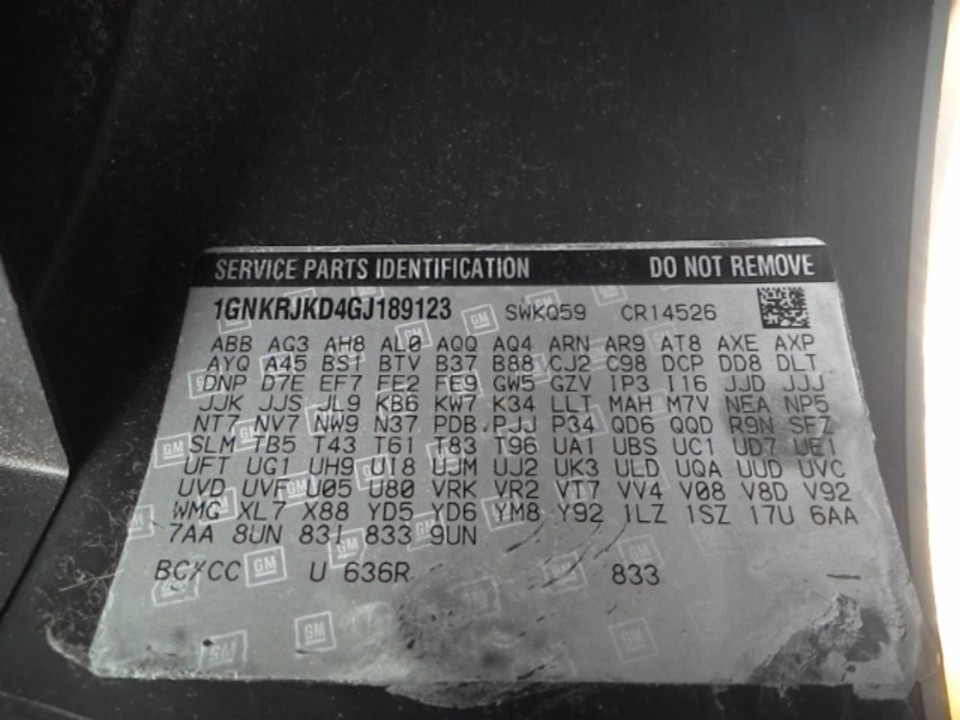 SERVICE PARTS IDENTIFICATION DO NOT REMOVE
1GNKRJKD4GJ189123 SWKQ59 CR14526
ABB AG3 AH8 AL0 AQQ AQ4 ARN AR9 AT8 AXE AXP
AYQ A45 BS1 BTV B37 B88 CJ2 C98 DCP DD8 DLT
DNP D7E EF7 FE2 FE9 GW5 GZV IP3 I16 JJD JJJ
JJK JJS JL9 KB6 KW7 K34 LLT MAH M7V NEA NP5
NT7 NV7 NW9 N37 PDB PJJ P34 QD6 QQD R9N SFZ
SLM TB5 T43 T61 T83 T96 UA1 UBS UC1 UD7 UE1
UFT UG1 UH9 UI8 UJM UJ2 UK3 ULD UQA UUD UVC
UVD UVF U05 U80 VRK VR2 VT7 VV4 V08 V8D V92
WMG XL7 X88 YD5 YD6 YM8 Y92 1LZ 1SZ 17U 6AA
7AA 8UN 83I 833 9UN
BC/CC U 636R 833
GM